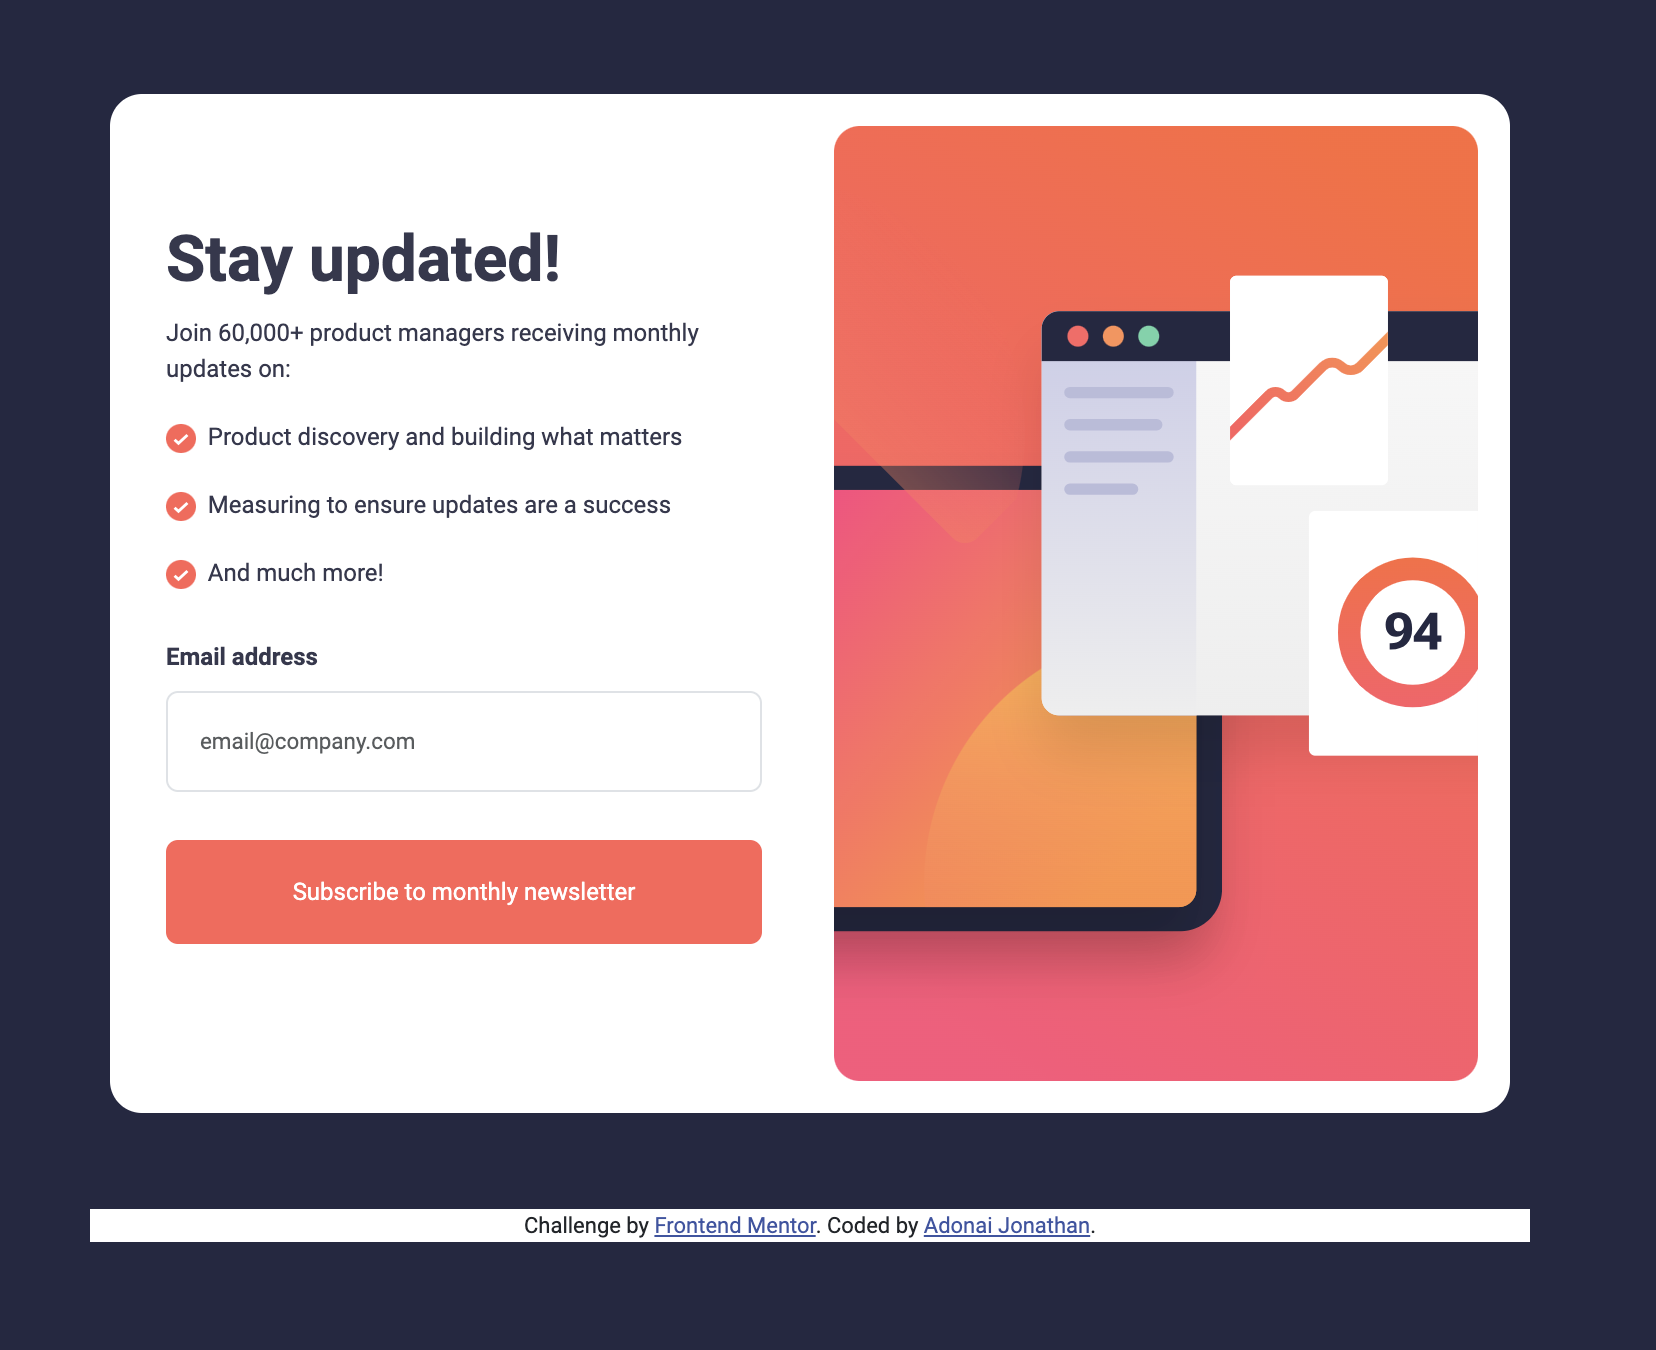 Stay updated!
Join 60,000+ product managers receiving monthly
updates on:
Product discovery and building what matters
Measuring to ensure updates are a success
And much more!
Email address
email@company.com
Subscribe to monthly newsletter
94
Challenge by Frontend Mentor. Coded by Adonai Jonathan.